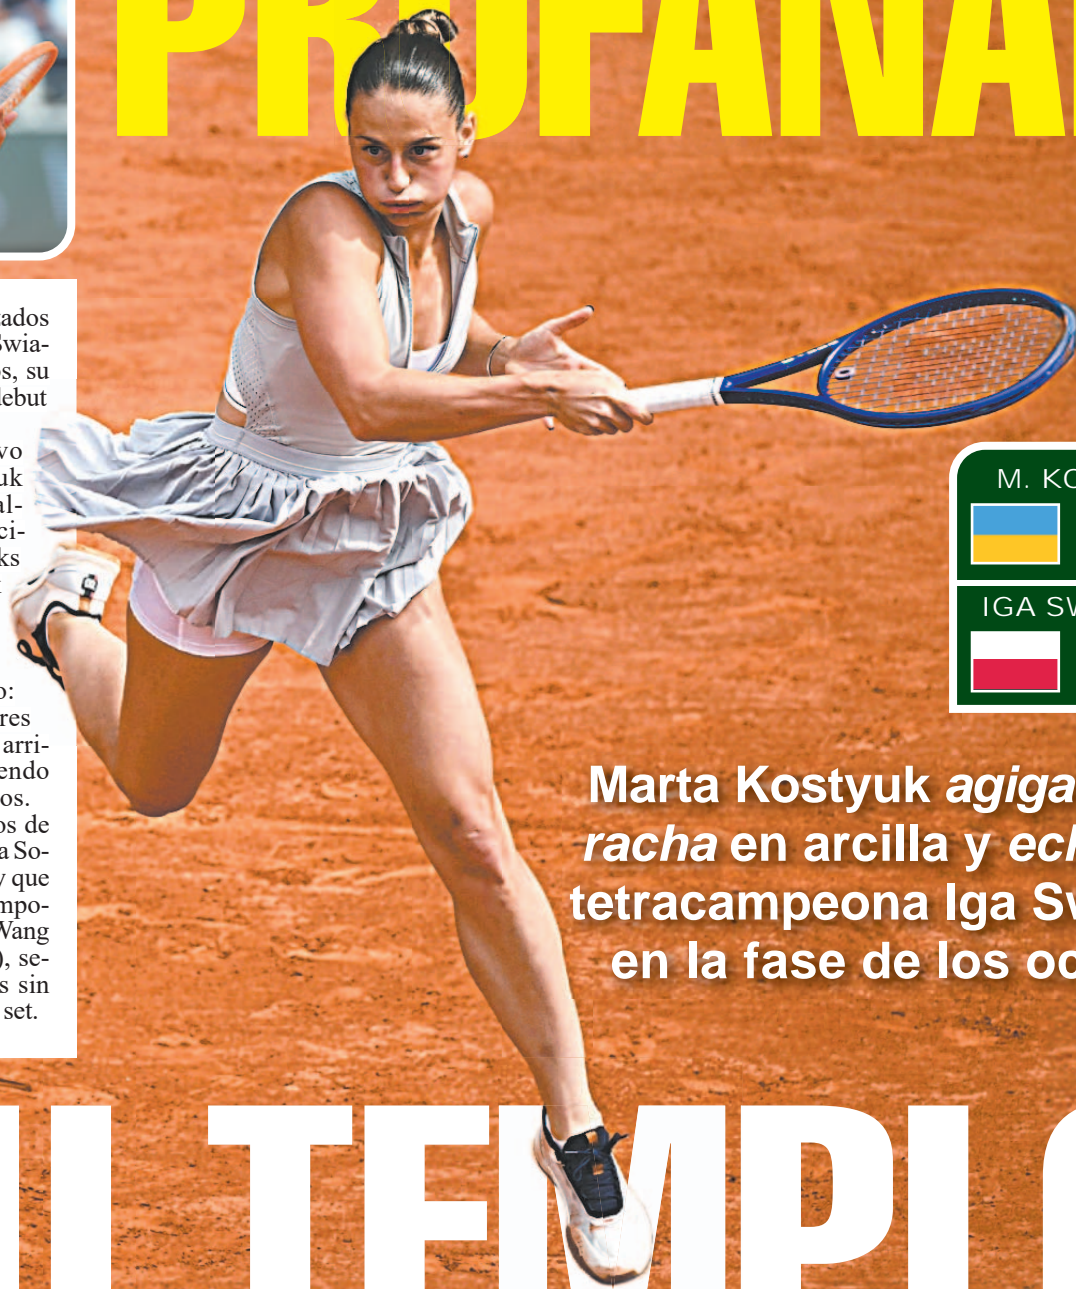 PROFANA
tados
Swia-
os, su
debut
vo
uk
al-
ci-
ks
o:
res
arri-
endo
os.
os de
a So-
y que
mpo-
Wang
), se-
s sin
set.
M. KO
IGA SW
Marta Kostyuk agiga
racha en arcilla y ech
tetracampeona Iga Sw
en la fase de los oc
TEMPLO